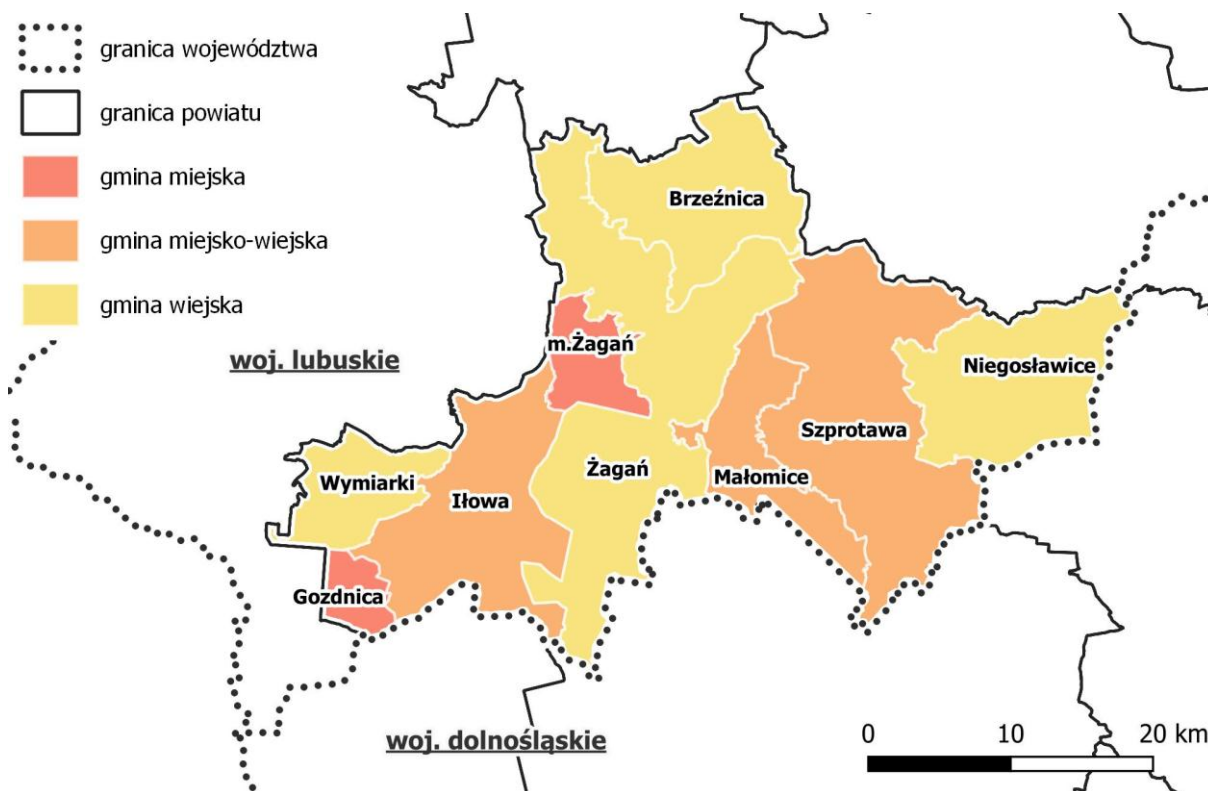 granica województwa
granica powiatu
gmina miejska
gmina miejsko-wiejska
gmina wiejska
Brzeźnica
m.Żagań
woj. lubuskie
Niegosławice
Szprotawa
Żagań
Małomice
Wymiarki
Iłowa
Gozdnica
woj. dolnośląskie
0 10 20 km